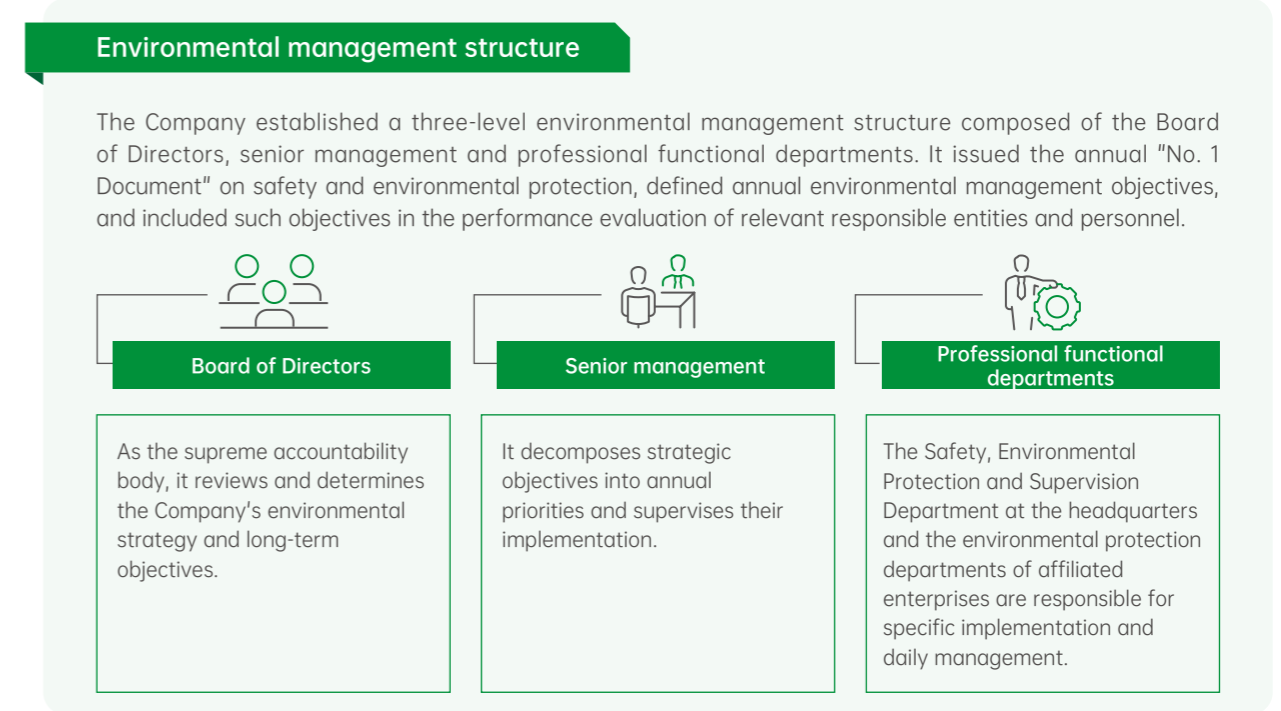 Environmental management structure
The Company established a three-level environmental management structure composed of the Board
of Directors, senior management and professional functional departments. It issued the annual "No. 1
Document" on safety and environmental protection, defined annual environmental management objectives,
and included such objectives in the performance evaluation of relevant responsible entities and personnel.
Board of Directors
As the supreme accountability
body, it reviews and determines
the Company's environmental
strategy and long-term
objectives.
Senior management
It decomposes strategic
objectives into annual
priorities and supervises their
implementation.
Professional functional
departments
The Safety, Environmental
Protection and Supervision
Department at the headquarters
and the environmental protection
departments of affiliated
enterprises are responsible for
specific implementation and
daily management.